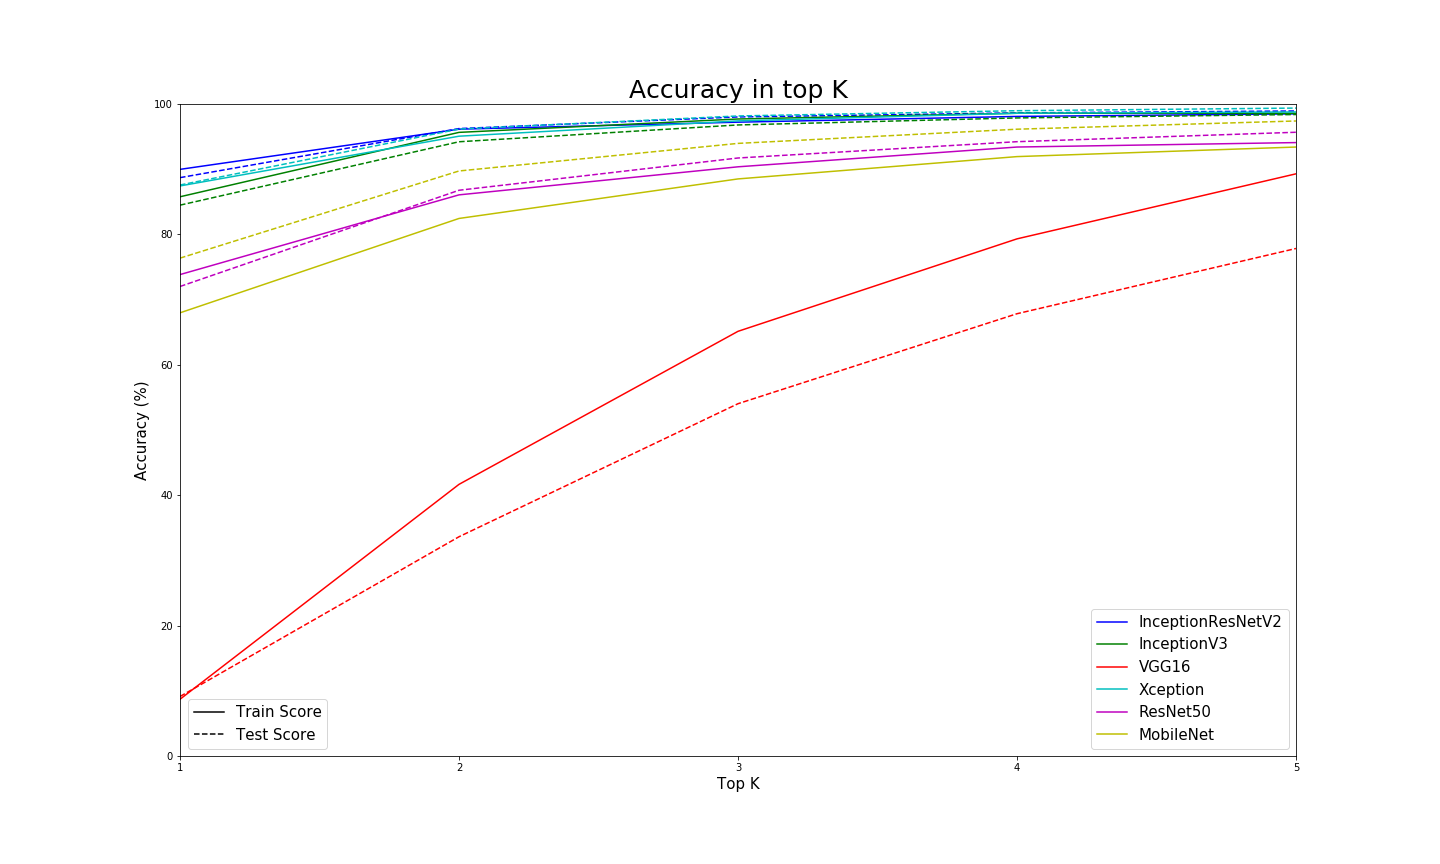 Accuracy in top K
100
80
60
40
20
0
Accuracy (%)
1
2
3
4
5
Top K
Train Score
Test Score
InceptionResNetV2
InceptionV3
VGG16
Xception
ResNet50
MobileNet